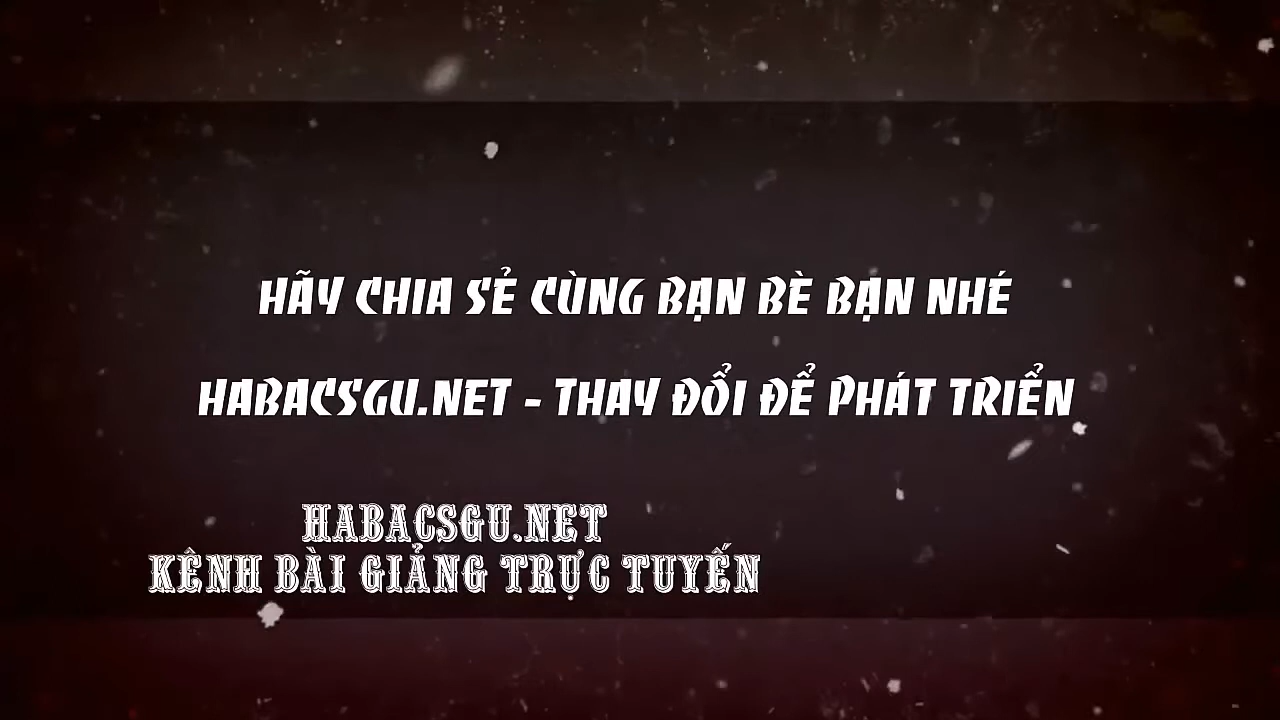 HÃY CHIA SẺ CÙNG BẠN BÈ BẠN NHÉ
HABACSGU.NET - THAY ĐỔI ĐỂ PHÁT TRIỂN
HABACSGU.NET
KÊNH BÀI GIẢNG TRỰC TUYẾN